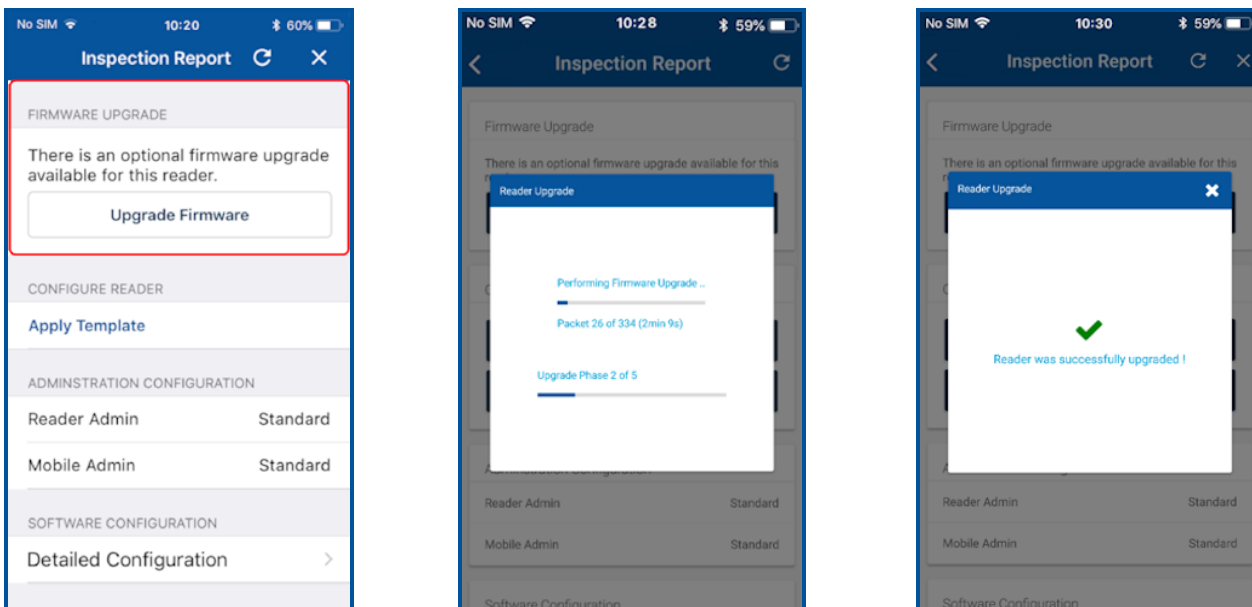 No SIM 10:20 60%
Inspection Report
FIRMWARE UPGRADE
There is an optional firmware upgrade
available for this reader.
Upgrade Firmware
CONFIGURE READER
Apply Template
ADMINSTRATION CONFIGURATION
Reader Admin Standard
Mobile Admin Standard
SOFTWARE CONFIGURATION
Detailed Configuration
No SIM 10:28 59%
Inspection Report
Firmware Upgrade
There is an optional firmware upgrade available for this
Reader Upgrade
Performing Firmware Upgrade ..
Packet 26 of 334 (2min 9s)
Upgrade Phase 2 of 5
Reader Admin Standard
Mobile Admin Standard
Software Configuration
No SIM 10:30 59%
Inspection Report
Firmware Upgrade
There is an optional firmware upgrade available for this
Reader Upgrade
Reader was successfully upgraded !
Reader Admin Standard
Mobile Admin Standard
Software Configuration